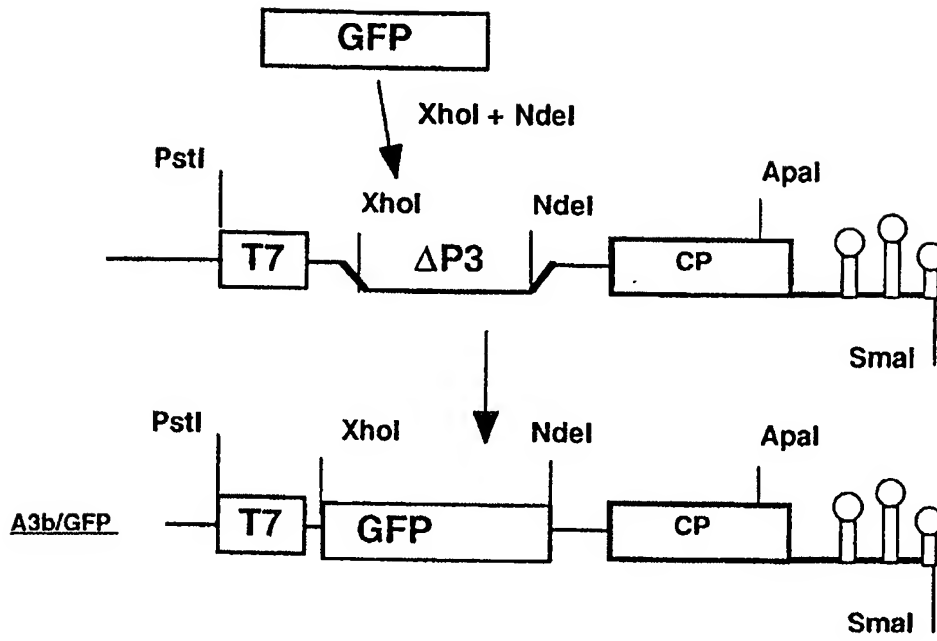 GFP
XhoI + NdeI
PstI
XhoI
NdeI
ApaI
T7
ΔP3
CP
SmaI
PstI
XhoI
NdeI
ApaI
A3b/GFP
T7
GFP
CP
SmaI